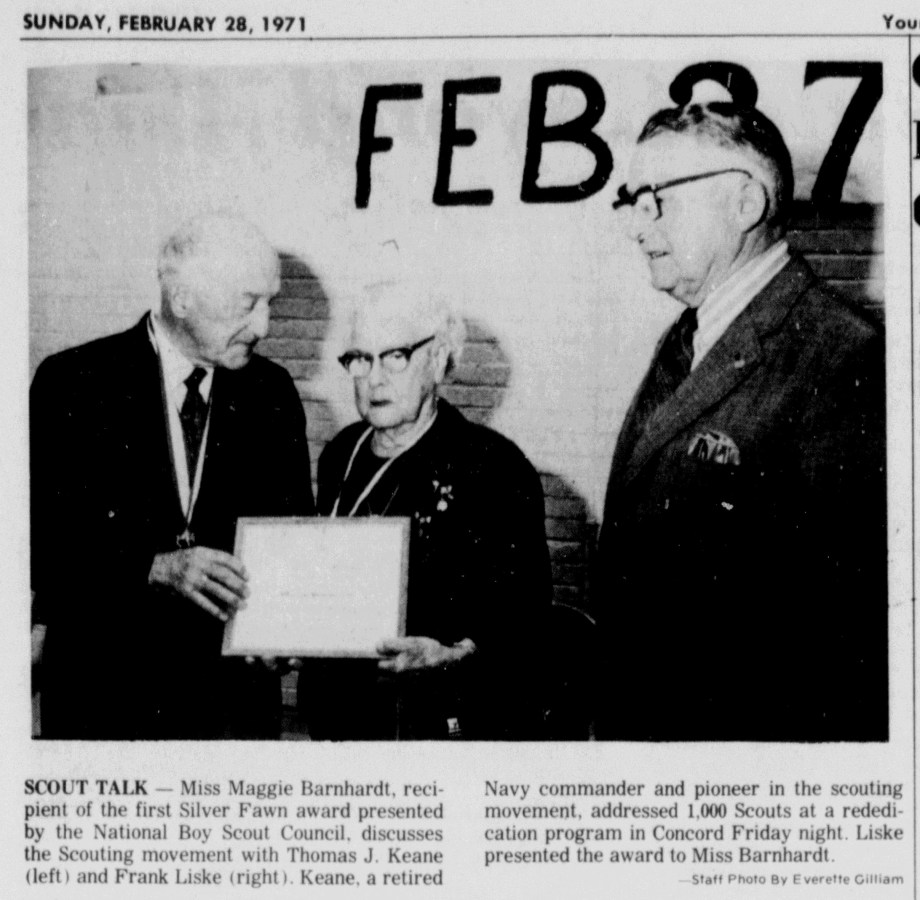 SUNDAY, FEBRUARY 28, 1971
You
FEB 27
SCOUT TALK — Miss Maggie Barnhardt, reci-
pient of the first Silver Fawn award presented
by the National Boy Scout Council, discusses
the Scouting movement with Thomas J. Keane
(left) and Frank Liske (right). Keane, a retired
Navy commander and pioneer in the scouting
movement, addressed 1,000 Scouts at a rededi-
cation program in Concord Friday night. Liske
presented the award to Miss Barnhardt.
—Staff Photo By Everette Gilliam